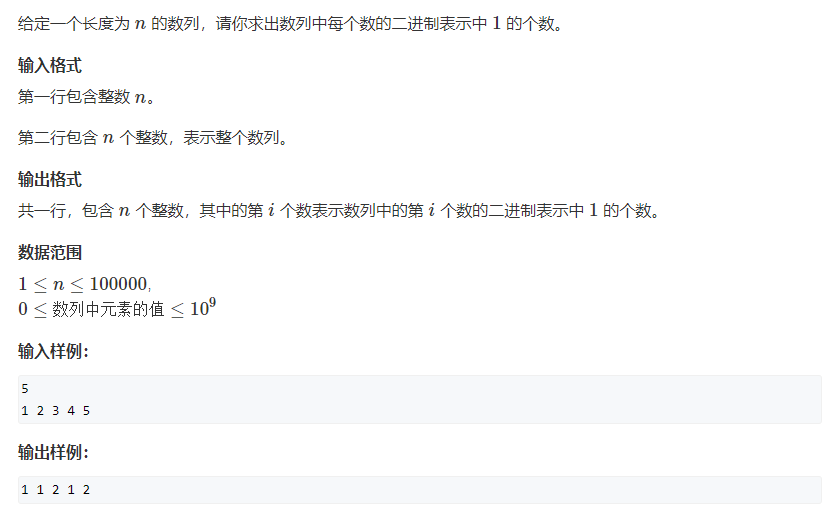 给定一个长度为 n 的数列，请你求出数列中每个数的二进制表示中 1 的个数。
输入格式
第一行包含整数 n。
第二行包含 n 个整数，表示整个数列。
输出格式
共一行，包含 n 个整数，其中的第 i 个数表示数列中的第 i 个数的二进制表示中 1 的个数。
数据范围
1 ≤ n ≤ 100000,
0 ≤ 数列中元素的值 ≤ 10⁹
输入样例：
5
1 2 3 4 5
输出样例：
1 1 2 1 2